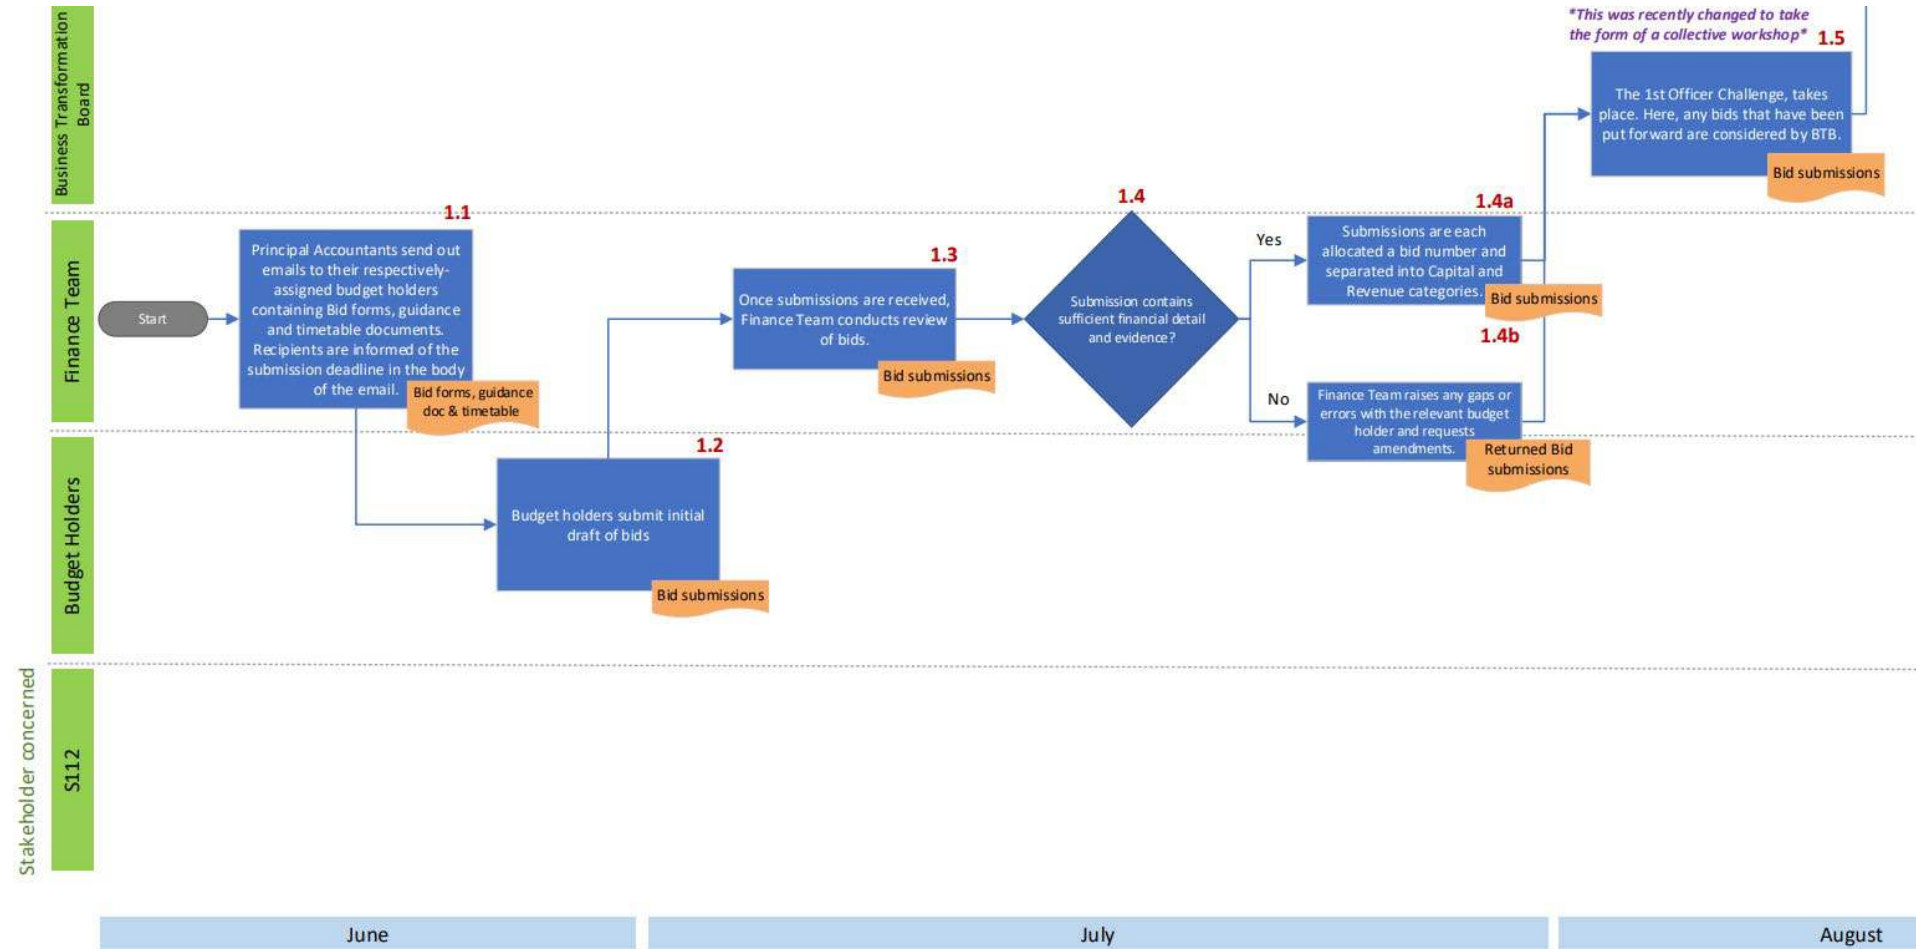 *This was recently changed to take
the form of a collective workshop*
1.5
Business Transformation
Board
The 1st Officer Challenge, takes
place. Here, any bids that have been
put forward are considered by BTB.
Bid submissions
Finance Team
Start
1.1
Principal Accountants send out
emails to their respectively-
assigned budget holders
containing Bid forms, guidance
and timetable documents.
Recipients are informed of the
submission deadline in the body
of the email.
Bid forms, guidance
doc & timetable
1.3
Once submissions are received,
Finance Team conducts review
of bids.
Bid submissions
1.4
Submission contains
sufficient financial detail
and evidence?
Yes
1.4a
Submissions are each
allocated a bid number and
separated into Capital and
Revenue categories.
Bid submissions
No
1.4b
Finance Team raises any gaps or
errors with the relevant budget
holder and requests
amendments.
Returned Bid
submissions
Budget Holders
1.2
Budget holders submit initial
draft of bids
Bid submissions
Stakeholder concerned
S112
June
July
August